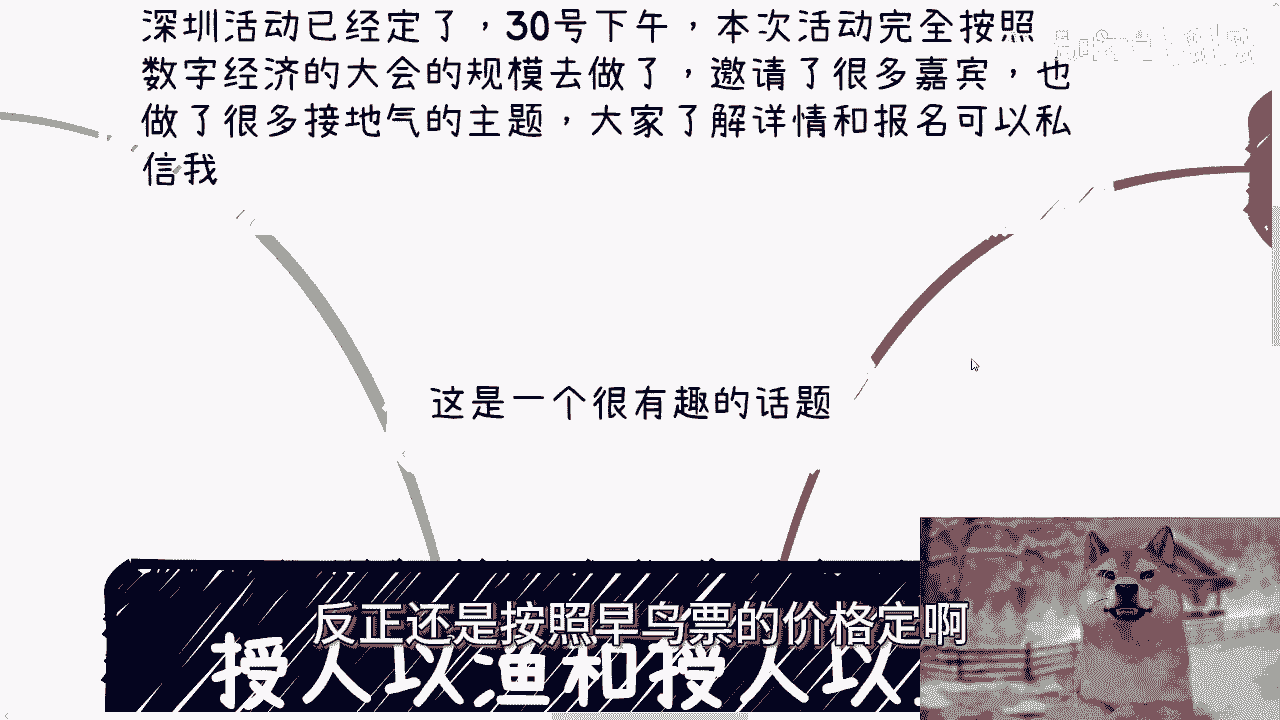 深圳活动已经定了，30号下午，本次活动完全按照
数字经济的大会的规模去做了，邀请了很多嘉宾，也
做了很多接地气的主题，大家了解详情和报名可以私
信我
这是一个很有趣的话题
反正还是按照早鸟票的价格定啊
授人以渔和授人以